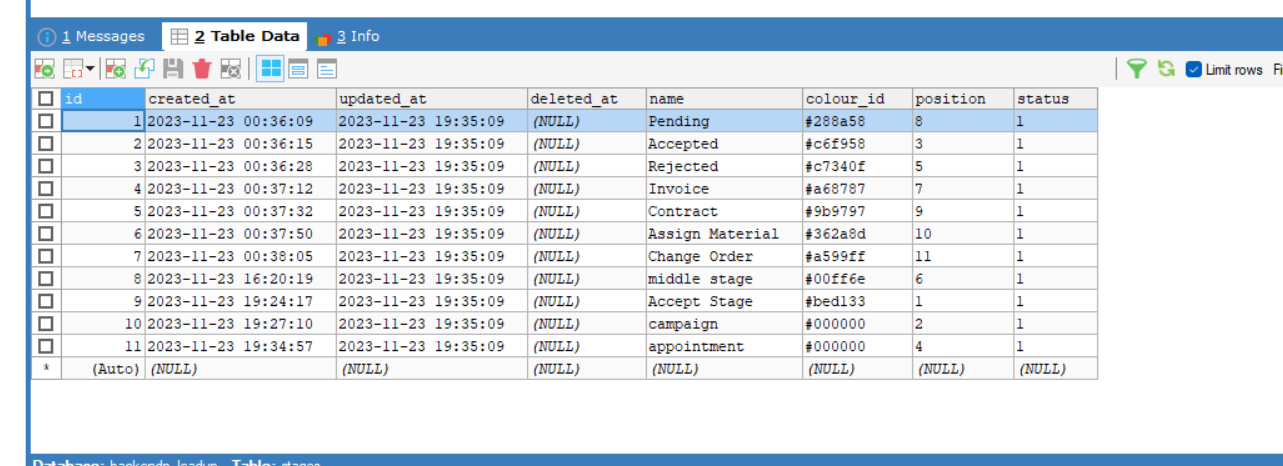 1 Messages 2 Table Data 3 Info
Limit rows Fi
id created_at updated_at deleted_at name colour_id position status
1 2023-11-23 00:36:09 2023-11-23 19:35:09 (NULL) Pending #288a58 8 1
2 2023-11-23 00:36:15 2023-11-23 19:35:09 (NULL) Accepted #c6f958 3 1
3 2023-11-23 00:36:28 2023-11-23 19:35:09 (NULL) Rejected #c7340f 5 1
4 2023-11-23 00:37:12 2023-11-23 19:35:09 (NULL) Invoice #a68787 7 1
5 2023-11-23 00:37:32 2023-11-23 19:35:09 (NULL) Contract #9b9797 9 1
6 2023-11-23 00:37:50 2023-11-23 19:35:09 (NULL) Assign Material #362a8d 10 1
7 2023-11-23 00:38:05 2023-11-23 19:35:09 (NULL) Change Order #a599ff 11 1
8 2023-11-23 16:20:19 2023-11-23 19:35:09 (NULL) middle stage #00ff6e 6 1
9 2023-11-23 19:24:17 2023-11-23 19:35:09 (NULL) Accept Stage #bed133 1 1
10 2023-11-23 19:27:10 2023-11-23 19:35:09 (NULL) campaign #000000 2 1
11 2023-11-23 19:34:57 2023-11-23 19:35:09 (NULL) appointment #000000 4 1
* (Auto) (NULL) (NULL) (NULL) (NULL) (NULL) (NULL) (NULL)
Database: Table: stages